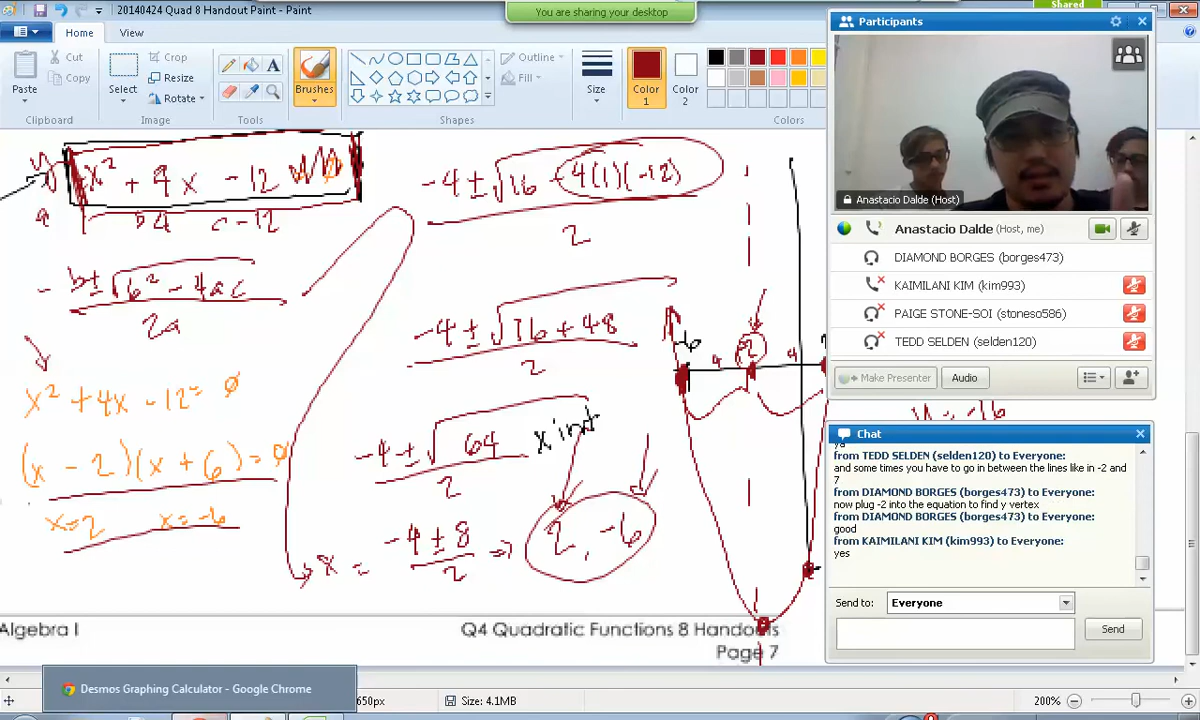 20140424 Quad 8 Handout Paint - Paint
You are sharing your desktop
Shared
Home
View
Paste
Cut
Copy
Clipboard
Select
Crop
Resize
Rotate
Image
Tools
Brushes
Outline
Fill
Shapes
Size
Color 1
Color 2
Colors
x² + 4x - 12
-4 ± √16 - 4(1)(-12)
2
- b ± √b² - 4ac
2a
-4 ± √16 + 48
2
x² + 4x - 12 = 0
(x - 2)(x + 6) = 0
x = 2 x = -6
-4 ± √64
2
x int
x = -4 ± 8
2
2, -6
-6
4
4
Algebra I
Q4 Quadratic Functions 8 Handouts
Page 7
Participants
Anastacio Dalde (Host)
Anastacio Dalde (Host, me)
DIAMOND BORGES (borges473)
KAIMILANI KIM (kim993)
PAIGE STONE-SOI (stoneso586)
TEDD SELDEN (selden120)
Make Presenter
Audio
Chat
ya
from TEDD SELDEN (selden120) to Everyone:
and some times you have to go in between the lines like in -2 and
7
from DIAMOND BORGES (borges473) to Everyone:
now plug -2 into the equation to find y vertex
from DIAMOND BORGES (borges473) to Everyone:
good
from KAIMILANI KIM (kim993) to Everyone:
yes
Send to:
Everyone
Send
Desmos Graphing Calculator - Google Chrome
650px
Size: 4.1MB
200%